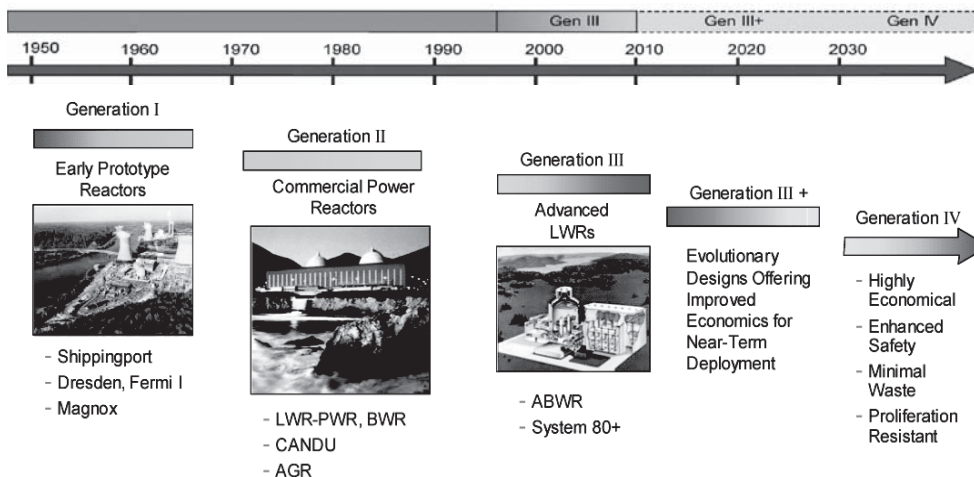 Gen III Gen III+ Gen IV
1950 1960 1970 1980 1990 2000 2010 2020 2030
Generation I
Early Prototype
Reactors
- Shippingport
- Dresden, Fermi I
- Magnox
Generation II
Commercial Power
Reactors
- LWR-PWR, BWR
- CANDU
- AGR
Generation III
Advanced
LWRs
- ABWR
- System 80+
Generation III +
Evolutionary
Designs Offering
Improved
Economics for
Near-Term
Deployment
Generation IV
- Highly
Economical
- Enhanced
Safety
- Minimal
Waste
- Proliferation
Resistant